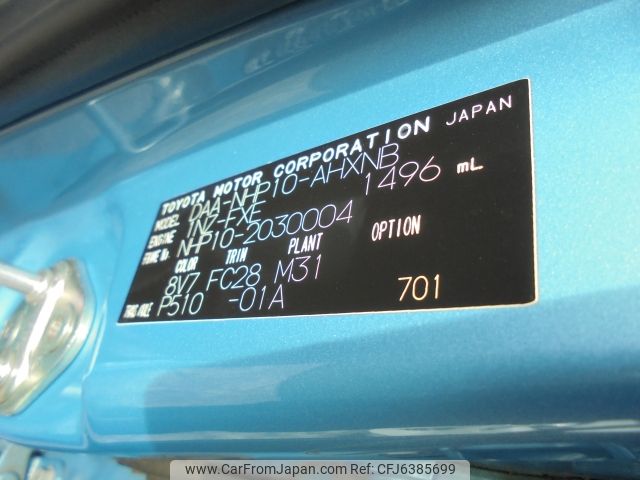 TOYOTA MOTOR CORPORATION JAPAN
MODEL DAA-NHP10-AHXNB
ENGINE 1NZ-FXE 1496 mL
FRAME No. NHP10-2030004
COLOR TRIM PLANT OPTION
8V7 FC28 M31
TRANS./AXLE P510 -01A 701
www.CarFromJapan.com - CFJ6385699